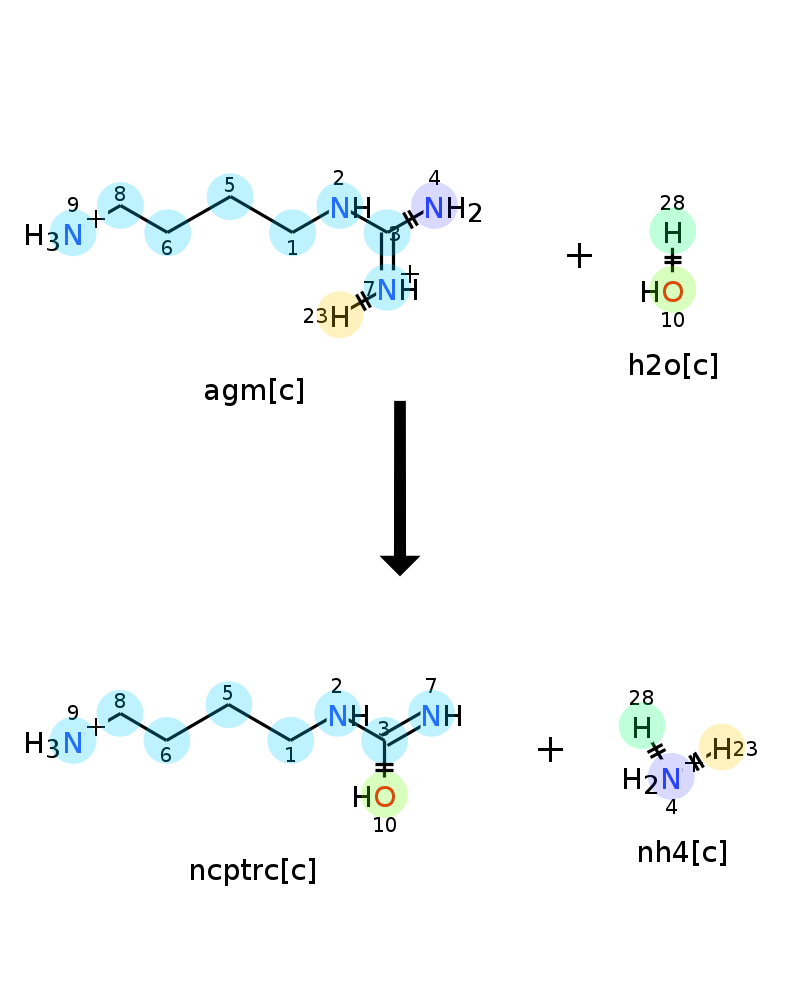 9 8 6 5 1 2 3 4 7 23
H3N + NH NH2 NH + H
agm[c]
+
28
H
HO
10
h2o[c]
9 8 6 5 1 2 3 7 10
H3N + NH NH HO
ncptrc[c]
+
28
H
H23
H2N +
4
nh4[c]